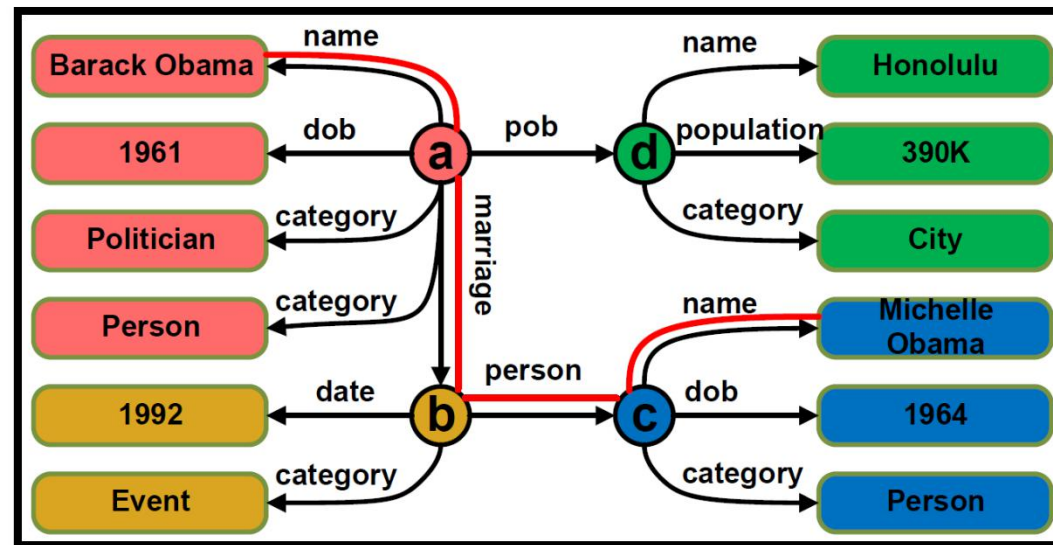 name
name
Barack Obama
Honolulu
dob
pob
population
1961
a
d
390K
category
category
Politician
City
marriage
category
name
Person
Michelle
Obama
person
date
dob
1992
b
c
1964
category
category
Event
Person